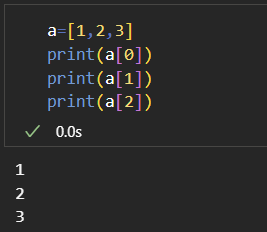 a=[1,2,3]
print(a[0])
print(a[1])
print(a[2])
0.0s
1
2
3